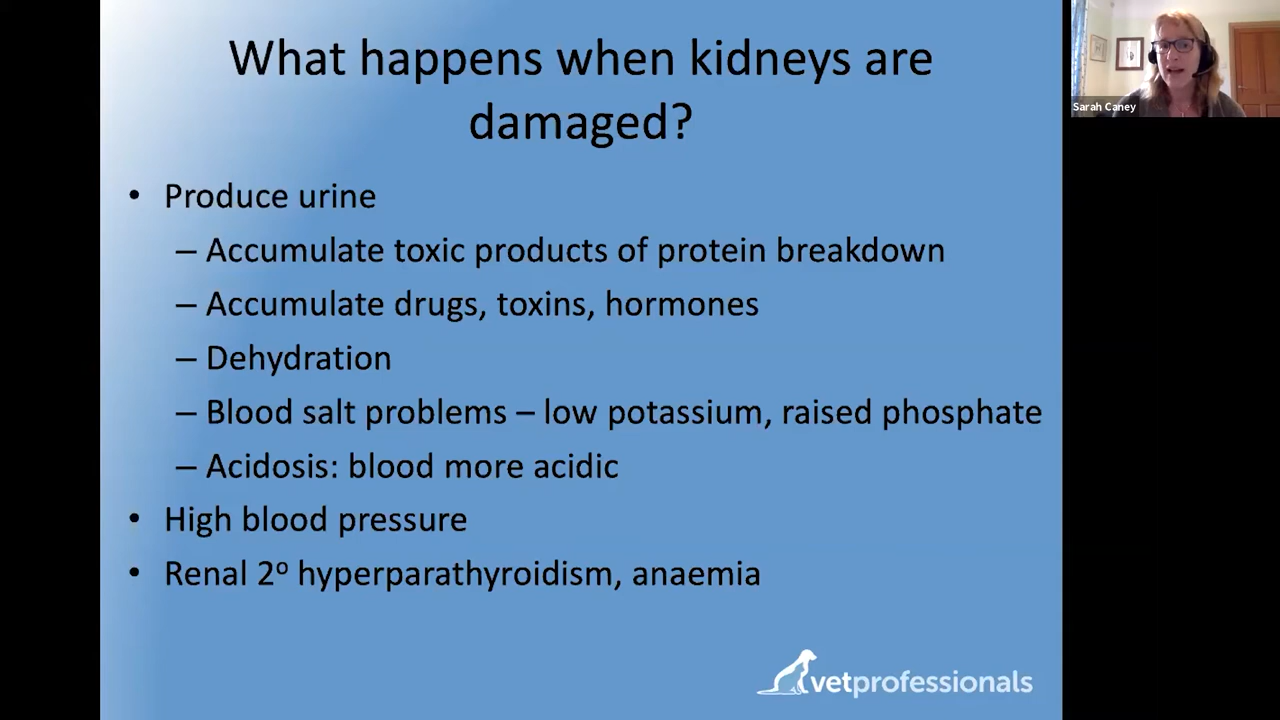 What happens when kidneys are
damaged?
• Produce urine
– Accumulate toxic products of protein breakdown
– Accumulate drugs, toxins, hormones
– Dehydration
– Blood salt problems – low potassium, raised phosphate
– Acidosis: blood more acidic
• High blood pressure
• Renal 2º hyperparathyroidism, anaemia
vetprofessionals
Sarah Caney